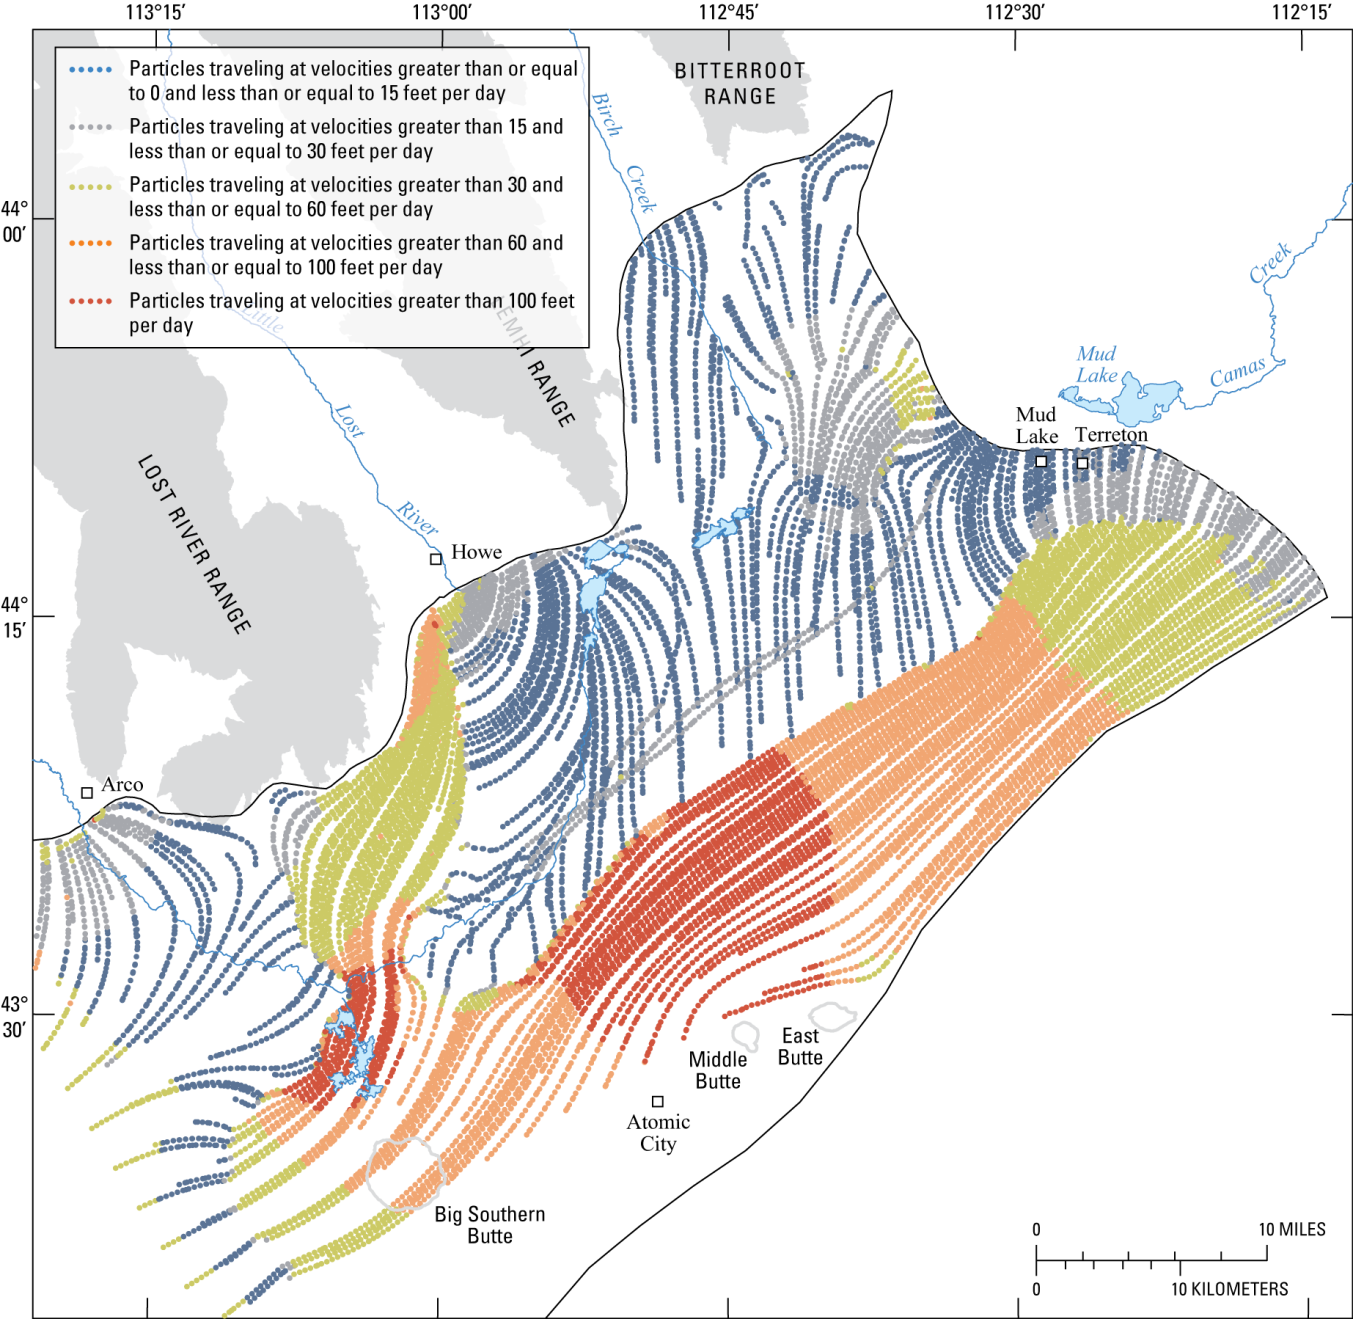 113°15′
113°00′
112°45′
112°30′
112°15′
Particles traveling at velocities greater than or equal
to 0 and less than or equal to 15 feet per day
Particles traveling at velocities greater than 15 and
less than or equal to 30 feet per day
Particles traveling at velocities greater than 30 and
less than or equal to 60 feet per day
Particles traveling at velocities greater than 60 and
less than or equal to 100 feet per day
Particles traveling at velocities greater than 100 feet
per day
BITTERROOT
RANGE
Birch
Creek
44°
00′
Little
Lost
River
EMHI RANGE
LOST RIVER RANGE
Creek
Camas
Mud
Lake
Mud
Lake
Terreton
Howe
44°
15′
Arco
43°
30′
East
Butte
Middle
Butte
Atomic
City
Big Southern
Butte
0
10 MILES
0
10 KILOMETERS